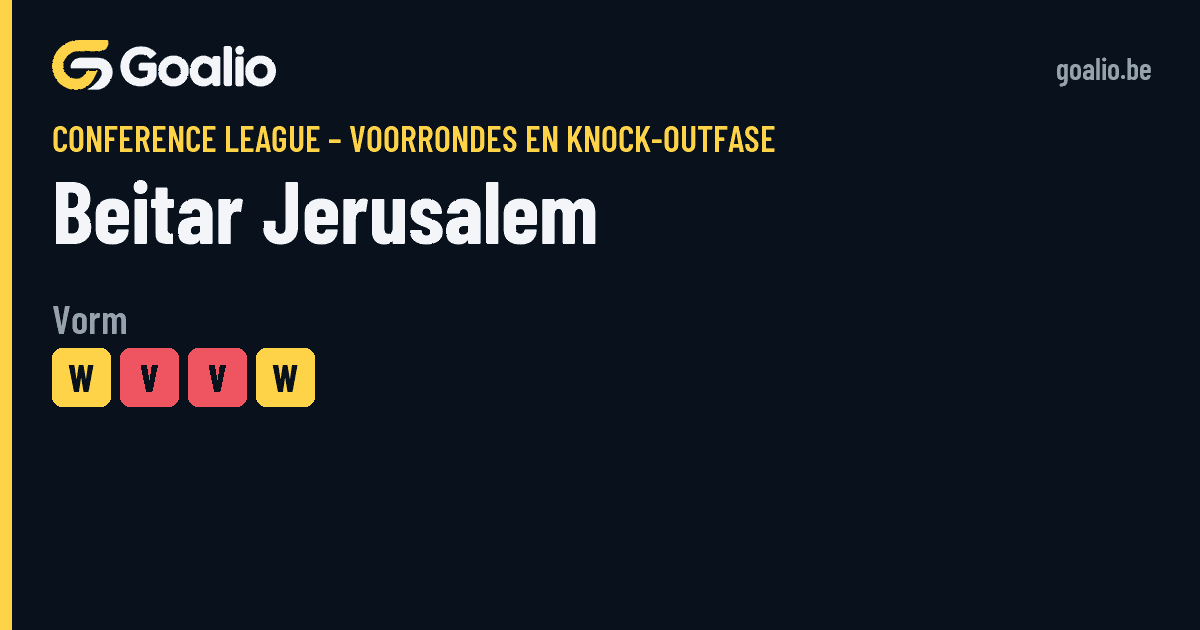 Goalio
goalio.be
CONFERENCE LEAGUE – VOORRONDES EN KNOCK-OUTFASE
Beitar Jerusalem
Vorm
W V V W